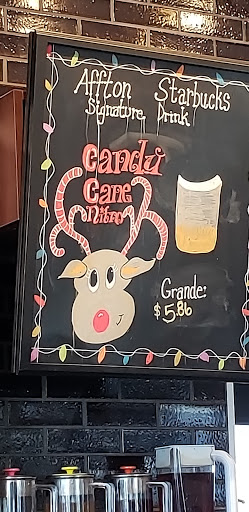 Affton Starbucks
Signature Drink
Candy
Cane
Nitro
Grande:
$5.86